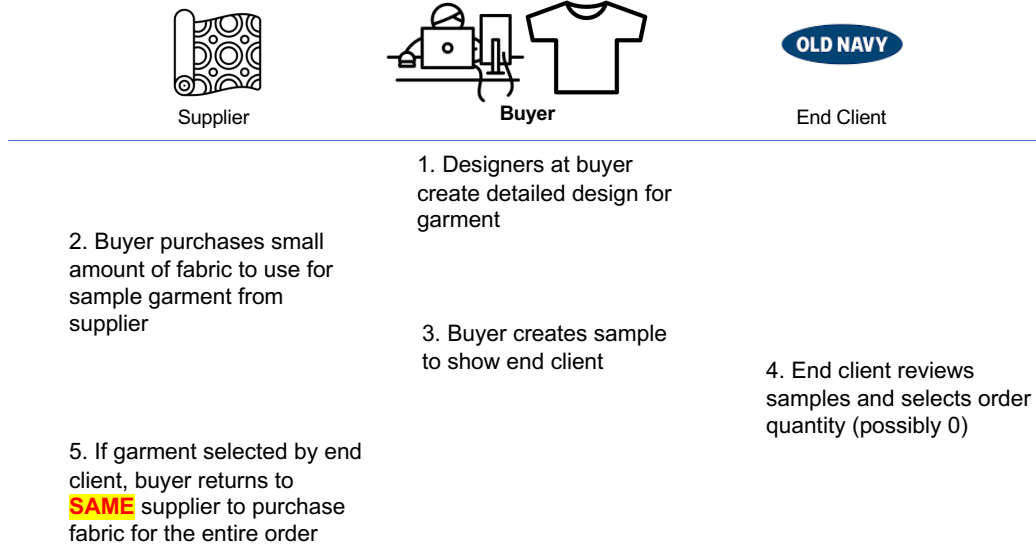 OLD NAVY
Supplier
Buyer
End Client
1. Designers at buyer
create detailed design for
garment
2. Buyer purchases small
amount of fabric to use for
sample garment from
supplier
3. Buyer creates sample
to show end client
4. End client reviews
samples and selects order
quantity (possibly 0)
5. If garment selected by end
client, buyer returns to
SAME supplier to purchase
fabric for the entire order